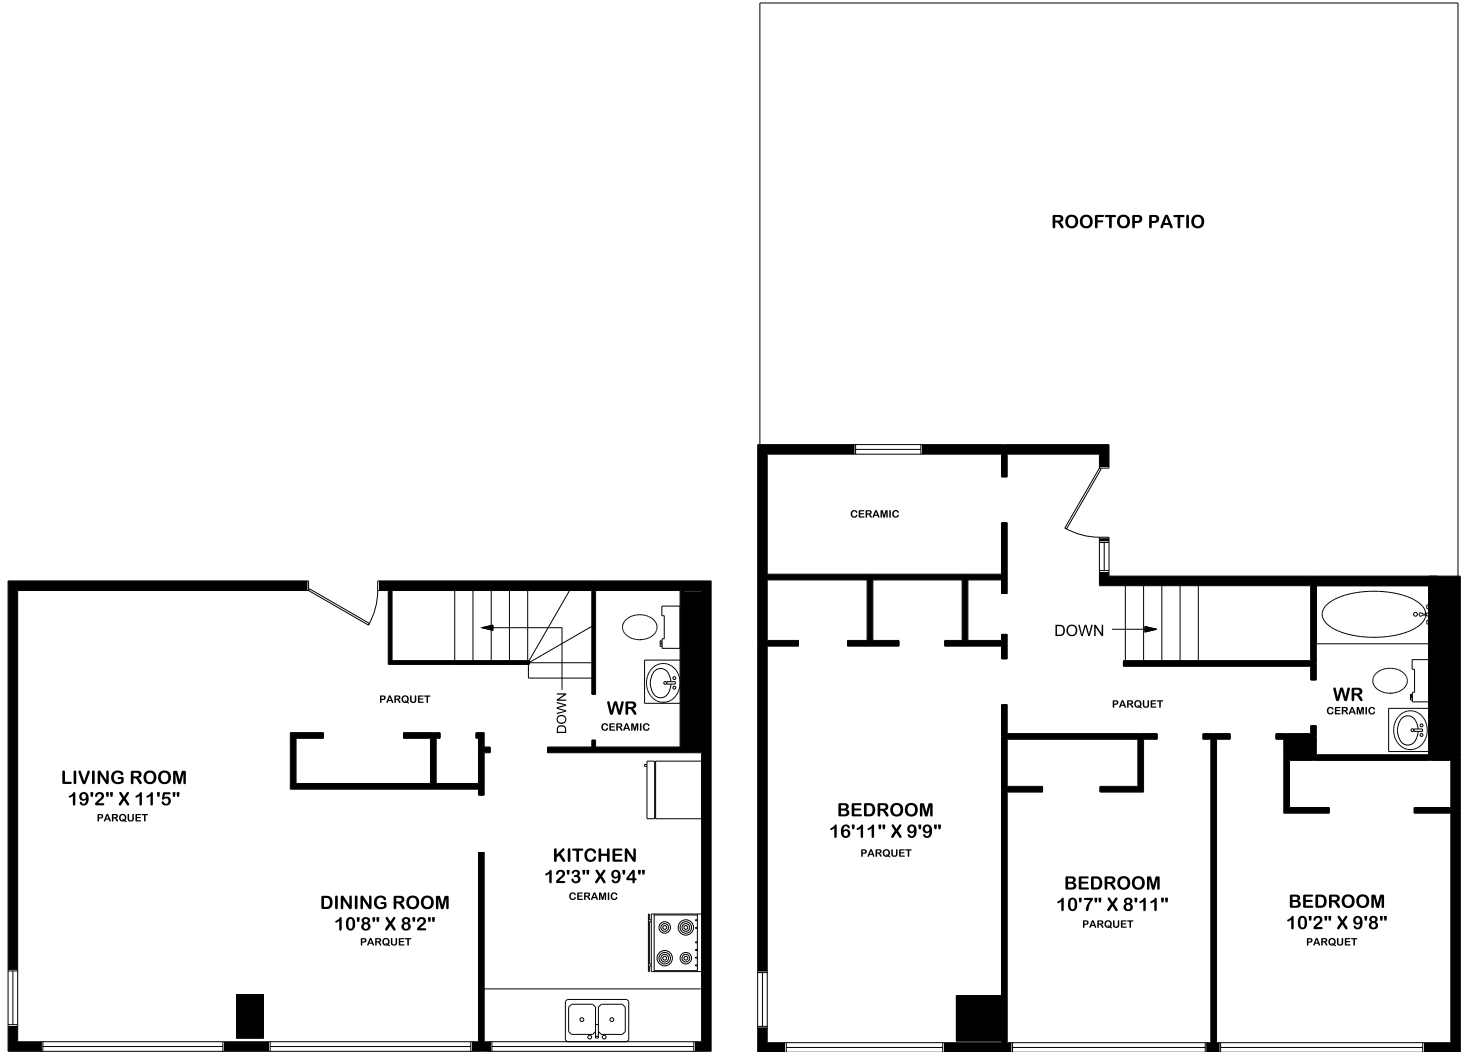 ROOFTOP PATIO
CERAMIC
DOWN
PARQUET
WR
CERAMIC
PARQUET
DOWN
WR
CERAMIC
LIVING ROOM
19'2" X 11'5"
PARQUET
KITCHEN
12'3" X 9'4"
CERAMIC
DINING ROOM
10'8" X 8'2"
PARQUET
BEDROOM
16'11" X 9'9"
PARQUET
BEDROOM
10'7" X 8'11"
PARQUET
BEDROOM
10'2" X 9'8"
PARQUET